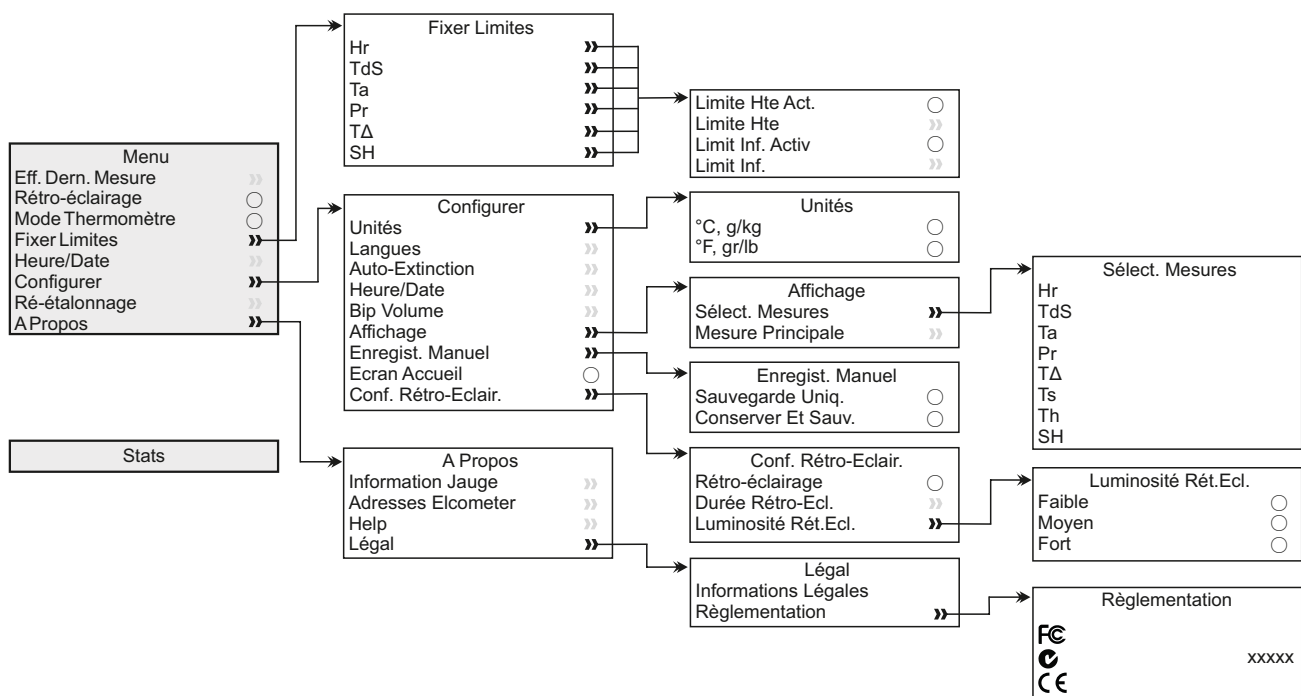 Menu
Eff. Dern. Mesure
Rétro-éclairage
Mode Thermomètre
Fixer Limites
Heure/Date
Configurer
Ré-étalonnage
A Propos
Stats
Fixer Limites
Hr
TdS
Ta
Pr
TΔ
SH
Configurer
Unités
Langues
Auto-Extinction
Heure/Date
Bip Volume
Affichage
Enregist. Manuel
Ecran Accueil
Conf. Rétro-Eclair.
A Propos
Information Jauge
Adresses Elcometer
Help
Légal
Limite Hte Act.
Limite Hte
Limit Inf. Activ
Limit Inf.
Unités
°C, g/kg
°F, gr/lb
Affichage
Sélect. Mesures
Mesure Principale
Enregist. Manuel
Sauvegarde Uniq.
Conserver Et Sauv.
Conf. Rétro-Eclair.
Rétro-éclairage
Durée Rétro-Ecl.
Luminosité Rét.Ecl.
Légal
Informations Légales
Règlementation
Sélect. Mesures
Hr
TdS
Ta
Pr
TΔ
Ts
Th
SH
Luminosité Rét.Ecl.
Faible
Moyen
Fort
Règlementation
FC
xxxxx
CE